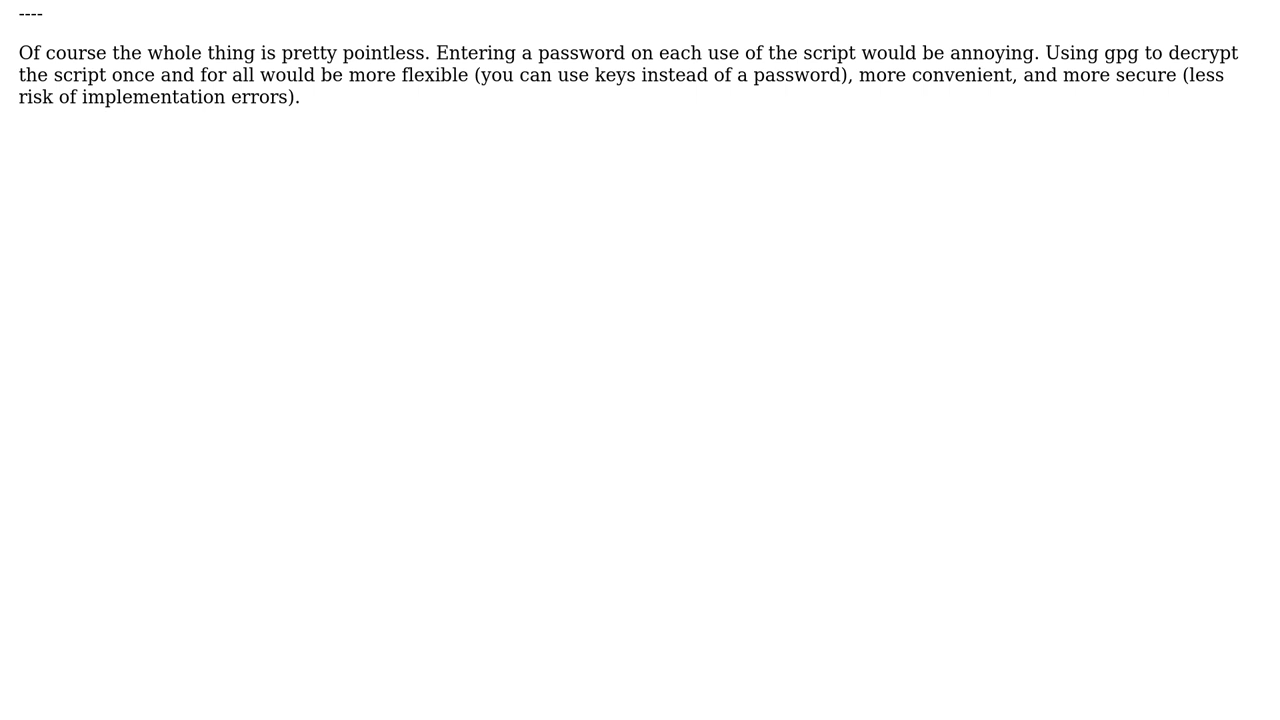 ----
Of course the whole thing is pretty pointless. Entering a password on each use of the script would be annoying. Using gpg to decrypt
the script once and for all would be more flexible (you can use keys instead of a password), more convenient, and more secure (less
risk of implementation errors).